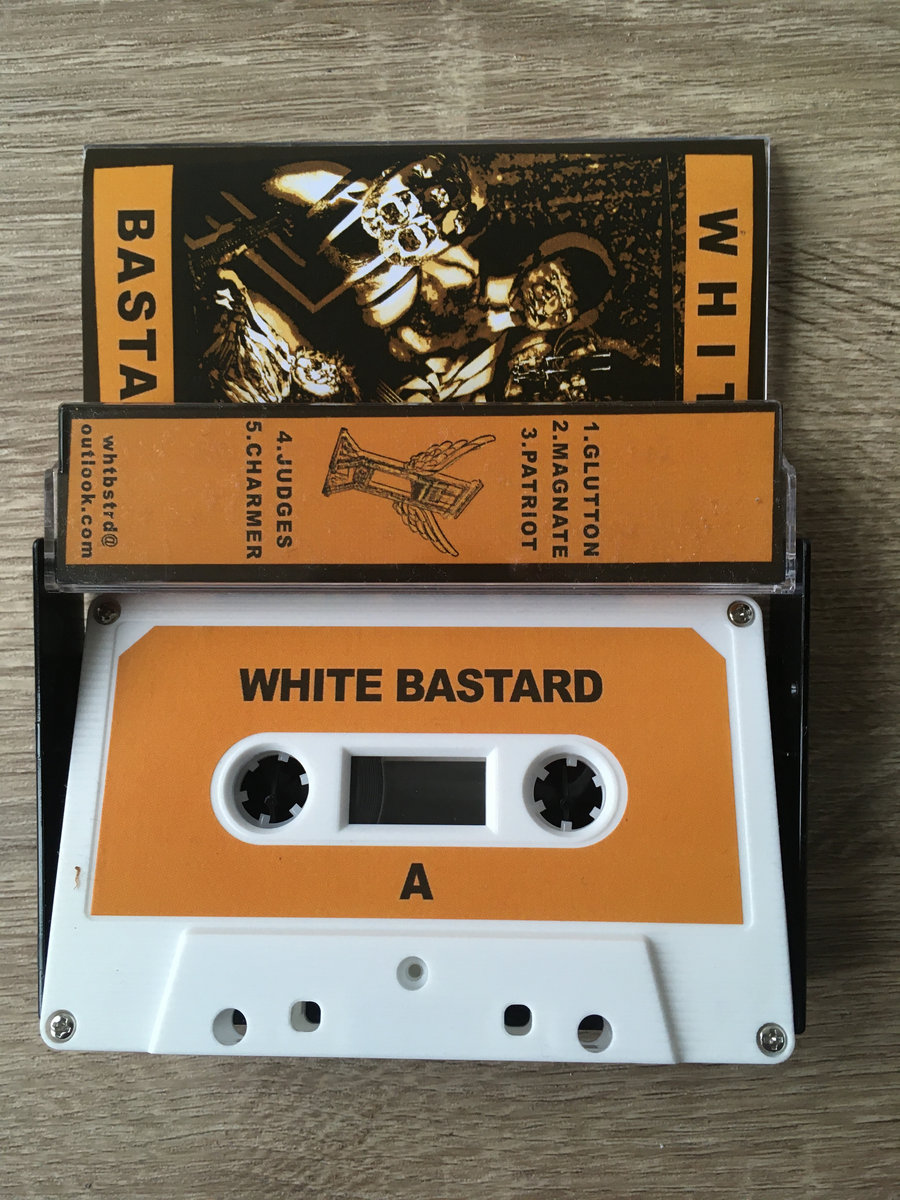 WHIT
BASTA
1.GLUTTON
2.MAGNATE
3.PATRIOT
4.JUDGES
5.CHARMER
whtbstrd@
outlook.com
WHITE BASTARD
A